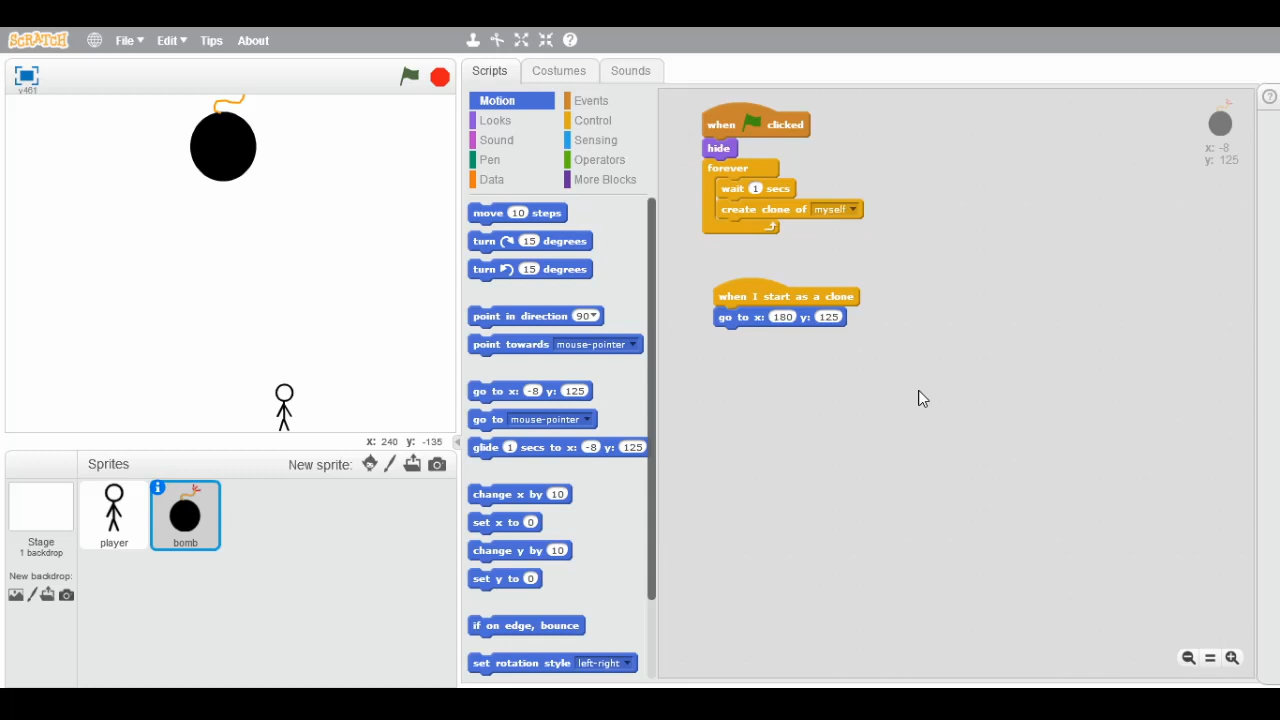 SCRATCH File Edit Tips About
v461
Scripts Costumes Sounds
Motion Events
Looks Control
Sound Sensing
Pen Operators
Data More Blocks
move 10 steps
turn 15 degrees
turn 15 degrees
point in direction 90
point towards mouse-pointer
go to x: -8 y: 125
go to mouse-pointer
glide 1 secs to x: -8 y: 125
change x by 10
set x to 0
change y by 10
set y to 0
if on edge, bounce
set rotation style left-right
when clicked
hide
forever
wait 1 secs
create clone of myself
when I start as a clone
go to x: 180 y: 125
x: -8
y: 125
x: 240 y: -135
Sprites New sprite:
Stage
1 backdrop
New backdrop:
player bomb